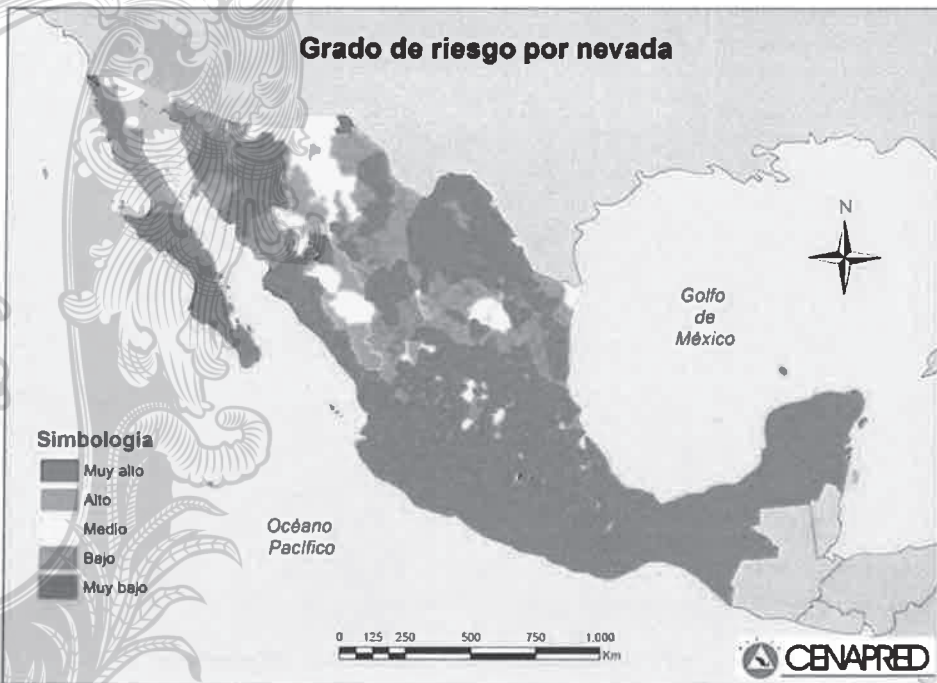 Grado de riesgo por nevada
N
Golfo
de
México
Simbología
Muy alto
Alto
Medio
Bajo
Muy bajo
Océano
Pacífico
0 125 250 500 750 1.000
Km
CENAPRED